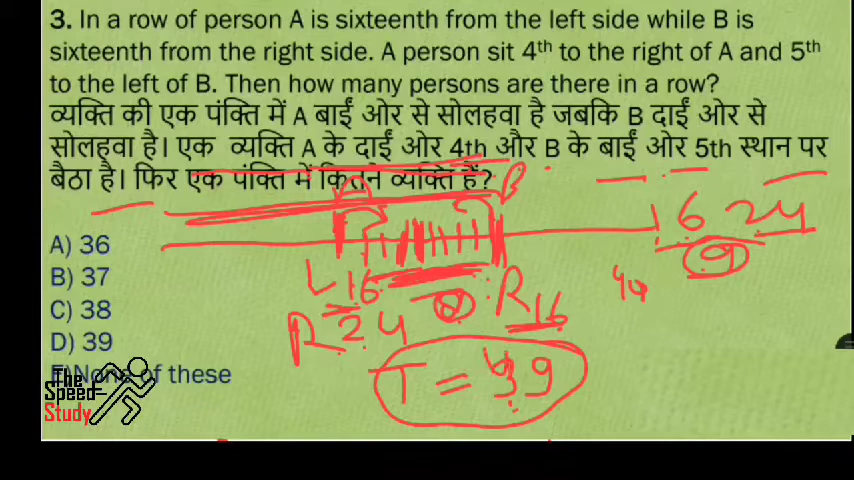 3. In a row of person A is sixteenth from the left side while B is
sixteenth from the right side. A person sit 4th to the right of A and 5th
to the left of B. Then how many persons are there in a row?
व्यक्ति की एक पंक्ति में A बाईं ओर से सोलहवा है जबकि B दाईं ओर से
सोलहवा है। एक व्यक्ति A के दाईं ओर 4th और B के बाईं ओर 5th स्थान पर
बैठा है। फिर एक पंक्ति में कितने व्यक्ति हैं?
B
16 24
A) 36
B) 37
L16
R16
C) 38
R24
D) 39
E) None of these
T = 39
The
Speed
Study